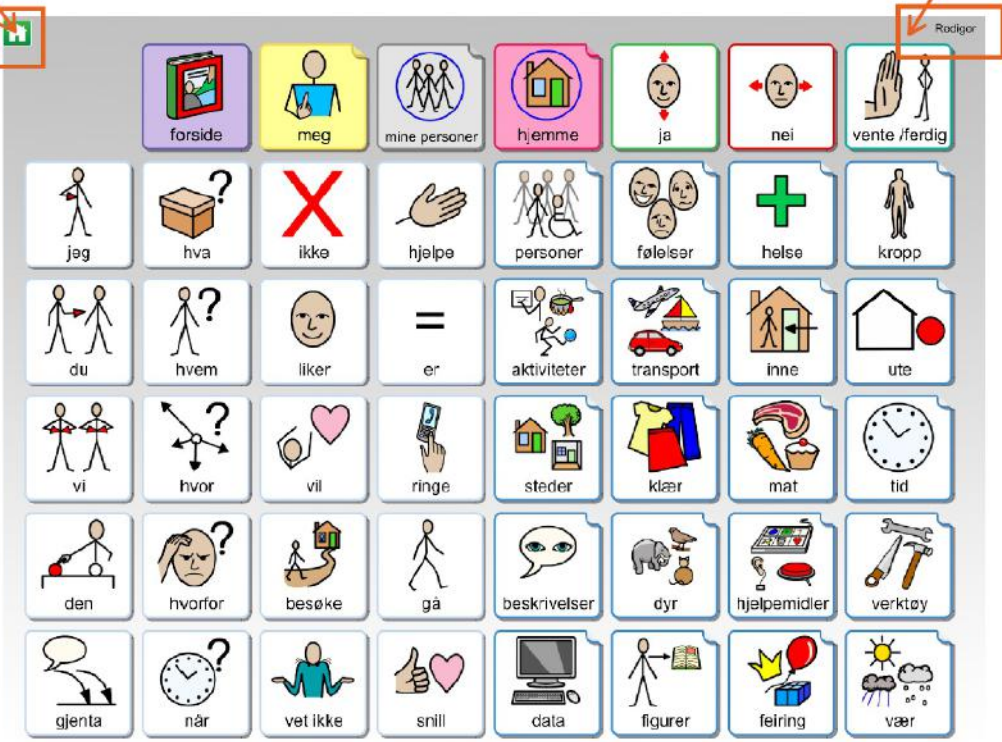 Rediger
forside meg mine personer hjemme ja nei vente /ferdig
jeg hva ikke hjelpe personer følelser helse kropp
du hvem liker er aktiviteter transport inne ute
vi hvor vil ringe steder klær mat tid
den hvorfor besøke gå beskrivelser dyr hjelpemidler verktøy
gjenta når vet ikke snill data figurer feiring vær